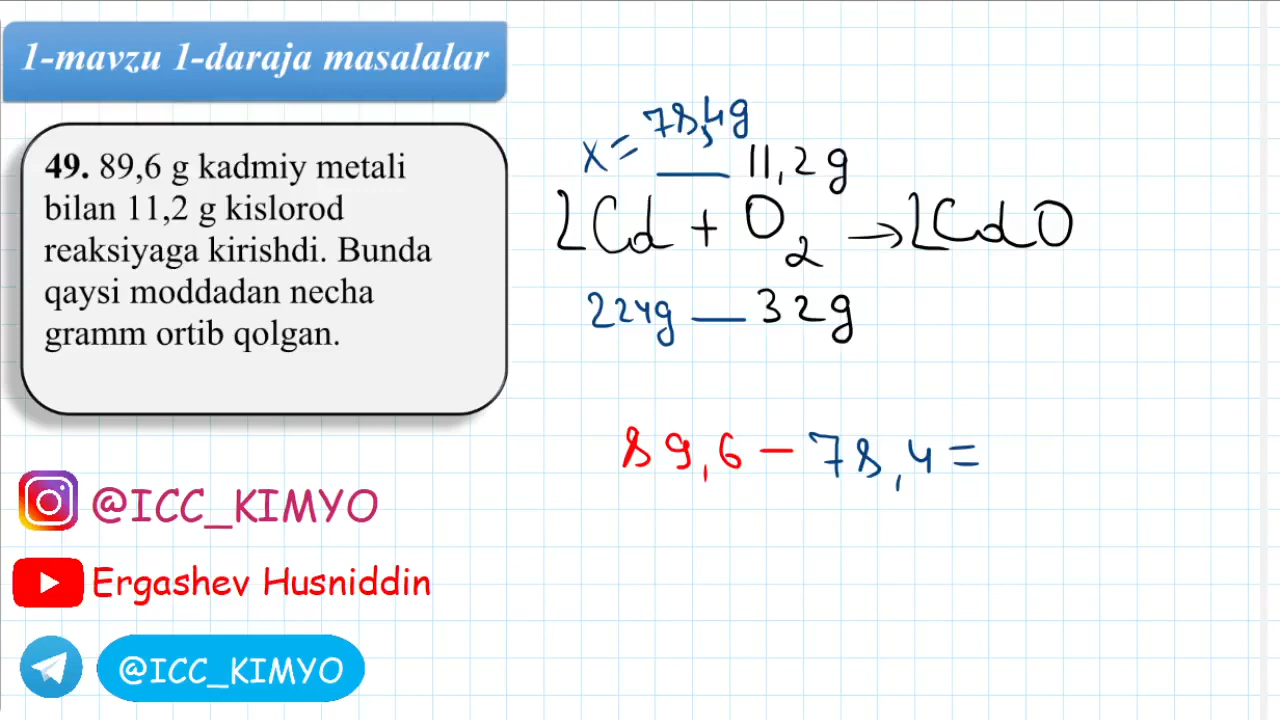 1-mavzu 1-daraja masalalar
49. 89,6 g kadmiy metali
bilan 11,2 g kislorod
reaksiyaga kirishdi. Bunda
qaysi moddadan necha
gramm ortib qolgan.
@ICC_KIMYO
Ergashev Husniddin
@ICC_KIMYO
x = 78,4g — 11,2g
2Cd + O2 → 2CdO
224g — 32g
89,6 − 78,4 =